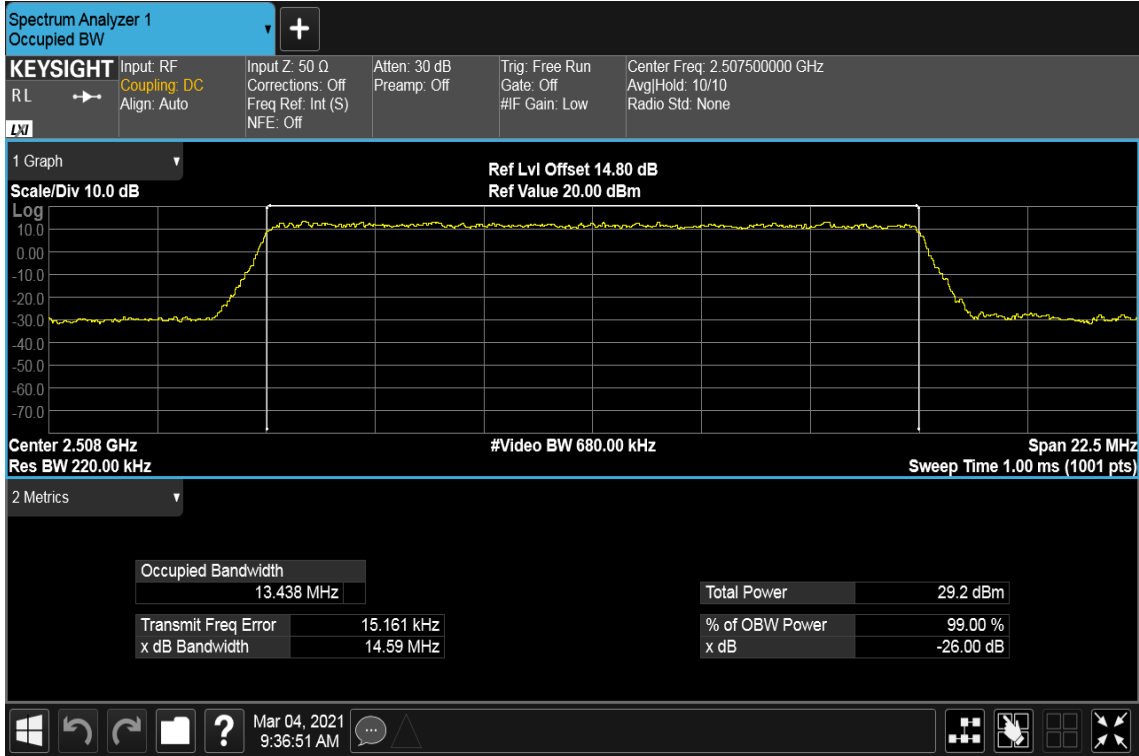 Spectrum Analyzer 1
Occupied BW
KEYSIGHT
R L
LXI
Input: RF
Coupling: DC
Align: Auto
Input Z: 50 Ω
Corrections: Off
Freq Ref: Int (S)
NFE: Off
Atten: 30 dB
Preamp: Off
Trig: Free Run
Gate: Off
#IF Gain: Low
Center Freq: 2.507500000 GHz
Avg|Hold: 10/10
Radio Std: None
1 Graph
Scale/Div 10.0 dB
Ref Lvl Offset 14.80 dB
Ref Value 20.00 dBm
Log
10.0
0.00
-10.0
-20.0
-30.0
-40.0
-50.0
-60.0
-70.0
Center 2.508 GHz
#Video BW 680.00 kHz
Span 22.5 MHz
Res BW 220.00 kHz
Sweep Time 1.00 ms (1001 pts)
2 Metrics
Occupied Bandwidth
13.438 MHz
Total Power 29.2 dBm
Transmit Freq Error 15.161 kHz
% of OBW Power 99.00 %
x dB Bandwidth 14.59 MHz
x dB -26.00 dB
?
Mar 04, 2021
9:36:51 AM